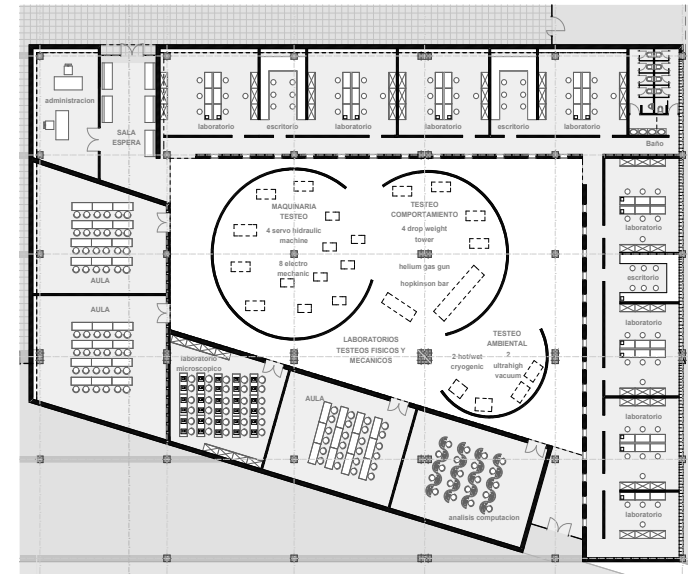 administracion
SALA
ESPERA
laboratorio
escritorio
laboratorio
laboratorio
escritorio
laboratorio
Baño
MAQUINARIA
TESTEO
4 servo hidraulic
machine
8 electro
mechanic
TESTEO
COMPORTAMIENTO
4 drop weight
tower
helium gas gun
hopkinson bar
laboratorio
escritorio
AULA
AULA
LABORATORIOS
TESTEOS FISICOS Y
MECANICOS
TESTEO
AMBIENTAL
2 hot/wet
cryogenic
2
ultrahigh
vacuum
laboratorio
laboratorio
microscopico
AULA
laboratorio
analisis computacion
laboratorio